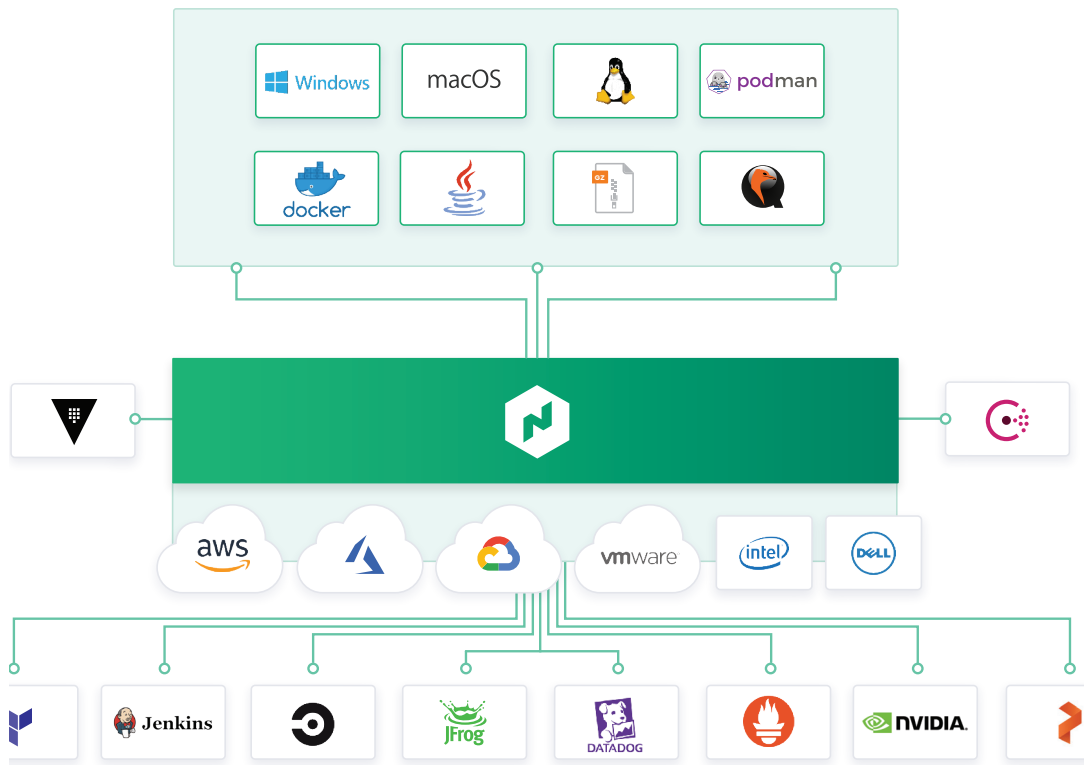 Windows
macOS
podman
docker
GZ
aws
vmware
intel
DELL
Jenkins
JFrog
DATADOG
NVIDIA.